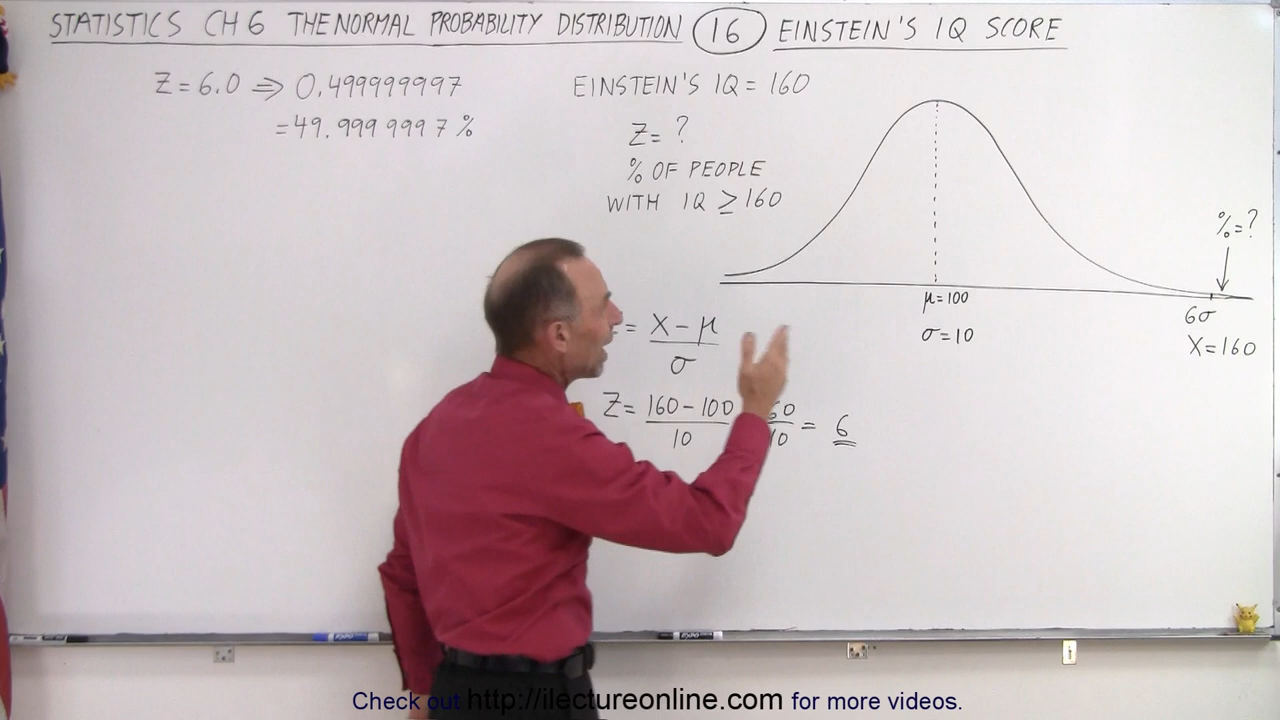 STATISTICS CH 6 THE NORMAL PROBABILITY DISTRIBUTION 16 EINSTEIN'S IQ SCORE
Z = 6.0 ⇒ 0.499999997
= 49.9999997 %
EINSTEIN'S IQ = 160
Z = ?
% OF PEOPLE
WITH IQ ≥ 160
% = ?
μ = 100
σ = 10
6σ
X = 160
= X - μ / σ
Z = 160 - 100 / 10 60 / 10 = 6
Check out http://ilectureonline.com for more videos.